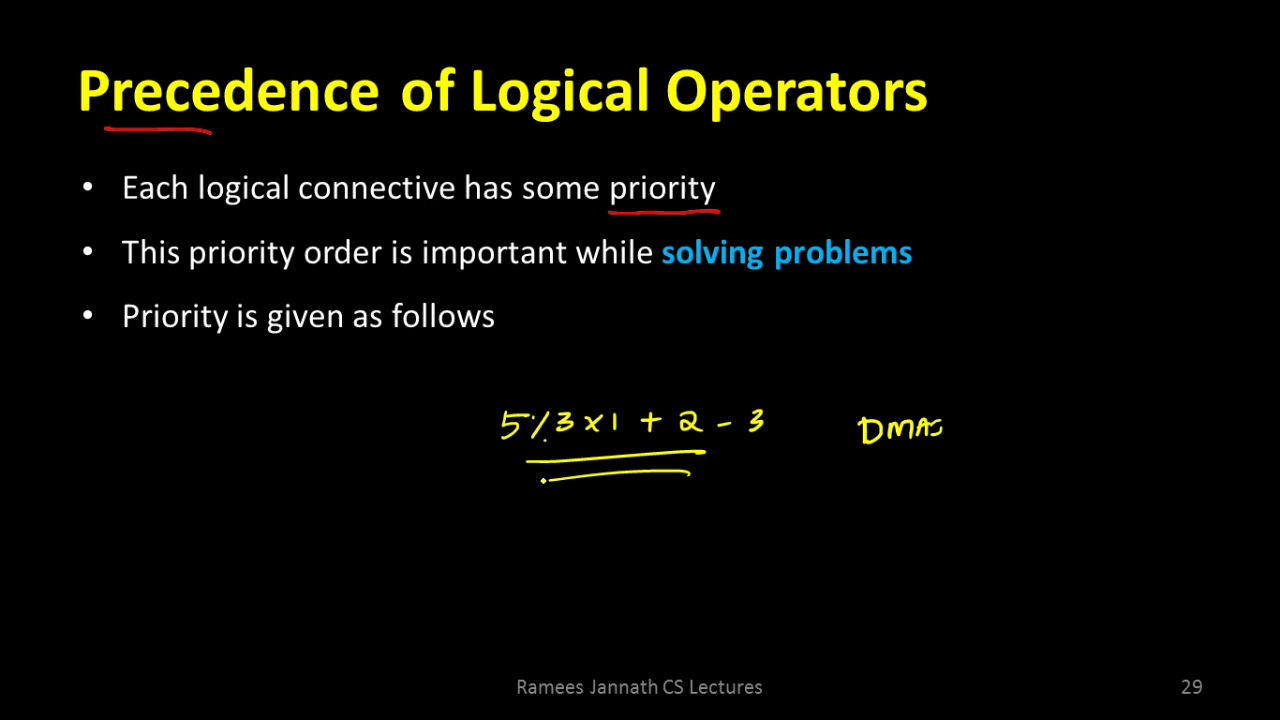 Precedence of Logical Operators
• Each logical connective has some priority
• This priority order is important while solving problems
• Priority is given as follows
5 ÷ 3 × 1 + 2 - 3 DMAS
Ramees Jannath CS Lectures 29